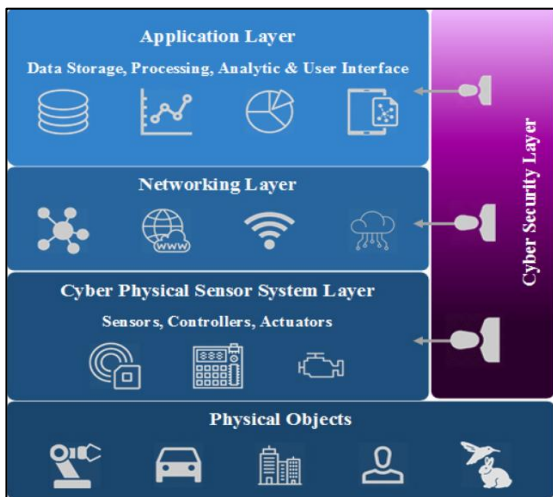 Application Layer
Data Storage, Processing, Analytic & User Interface
Networking Layer
www
Cyber Physical Sensor System Layer
Sensors, Controllers, Actuators
Physical Objects
Cyber Security Layer